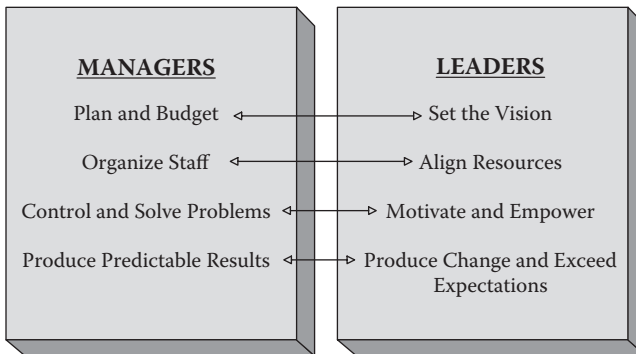 MANAGERS
Plan and Budget
Organize Staff
Control and Solve Problems
Produce Predictable Results
LEADERS
Set the Vision
Align Resources
Motivate and Empower
Produce Change and Exceed
Expectations